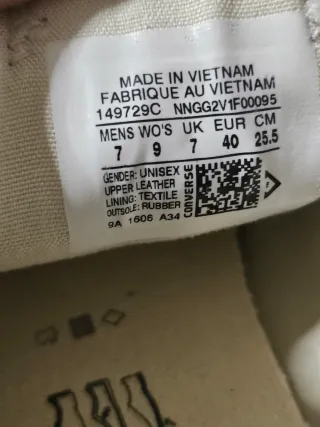 MADE IN VIETNAM
FABRIQUE AU VIETNAM
149729C NNGG2V1F00095
MENS WO'S UK EUR CM
7 9 7 40 25.5
GENDER: UNISEX
UPPER LEATHER
LINING: TEXTILE
OUTSOLE: RUBBER
9A 1606 A34
CONVERSE